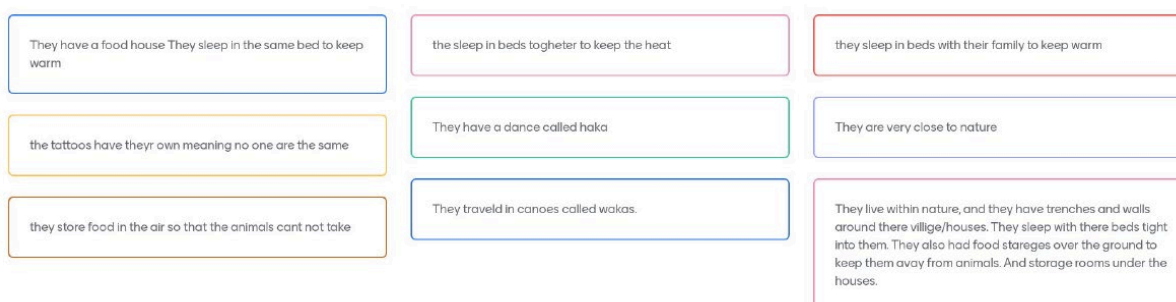 They have a food house They sleep in the same bed to keep
warm
the tattoos have theyr own meaning no one are the same
they store food in the air so that the animals cant not take
the sleep in beds togheter to keep the heat
They have a dance called haka
They traveld in canoes called wakas.
they sleep in beds with their family to keep warm
They are very close to nature
They live within nature, and they have trenches and walls
around there villige/houses. They sleep with there beds tight
into them. They also had food stareges over the ground to
keep them avay from animals. And storage rooms under the
houses.